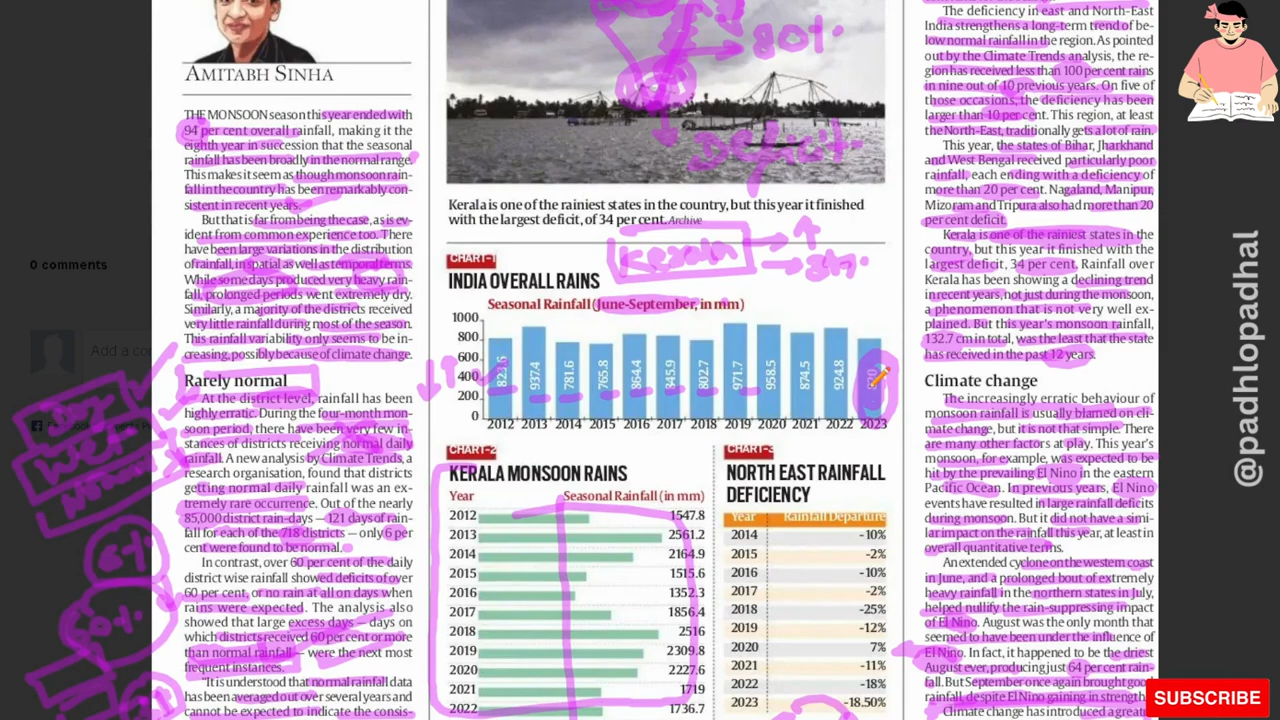 AMITABH SINHA
THE MONSOON season this year ended with
94 per cent overall rainfall, making it the
eighth year in succession that the seasonal
rainfall has been broadly in the normal range.
This makes it seem as though monsoon rain-
fall in the country has been remarkably con-
sistent in recent years.
But that is far from being the case, as is ev-
ident from common experience too. There
have been large variations in the distribution
of rainfall, in spatial as well as temporal terms.
While some days produced very heavy rain-
fall, prolonged periods went extremely dry.
Similarly, a majority of the districts received
very little rainfall during most of the season.
This rainfall variability only seems to be in-
creasing, possibly because of climate change.
Rarely normal
At the district level, rainfall has been
highly erratic. During the four-month mon-
soon period, there have been very few in-
stances of districts receiving normal daily
rainfall. A new analysis by Climate Trends, a
research organisation, found that districts
getting normal daily rainfall was an ex-
tremely rare occurrence. Out of the nearly
85,000 district rain-days — 121 days of rain-
fall for each of the 718 districts — only 6 per
cent were found to be normal.
In contrast, over 60 per cent of the daily
district wise rainfall showed deficits of over
60 per cent, or no rain at all on days when
rains were expected. The analysis also
showed that large excess days — days on
which districts received 60 per cent or more
than normal rainfall — were the next most
frequent instances.
"It is understood that normal rainfall data
has been averaged out over several years and
cannot be expected to indicate the consis-
80%.
Deficit
Kerala is one of the rainiest states in the country, but this year it finished
with the largest deficit, of 34 per cent. Archive
Kerala
CHART-1
INDIA OVERALL RAINS
Seasonal Rainfall (June-September, in mm)
1000
800
600
400
200
0
823.6 937.4 781.6 765.8 864.4 845.9 802.7 971.7 958.5 874.5 924.8
2012 2013 2014 2015 2016 2017 2018 2019 2020 2021 2022 2023
CHART-2
KERALA MONSOON RAINS
Year Seasonal Rainfall (in mm)
2012 1547.8
2013 2561.2
2014 2164.9
2015 1515.6
2016 1352.3
2017 1856.4
2018 2516
2019 2309.8
2020 2227.6
2021 1719
2022 1736.7
CHART-3
NORTH EAST RAINFALL
DEFICIENCY
Year Rainfall Departure
2014 -10%
2015 -2%
2016 -10%
2017 -2%
2018 -25%
2019 -12%
2020 7%
2021 -11%
2022 -18%
2023 -18.50%
The deficiency in east and North-East
India strengthens a long-term trend of be-
low normal rainfall in the region. As pointed
out by the Climate Trends analysis, the re-
gion has received less than 100 per cent rains
in nine out of 10 previous years. On five of
those occasions, the deficiency has been
larger than 10 per cent. This region, at least
the North-East, traditionally gets a lot of rain.
This year, the states of Bihar, Jharkhand
and West Bengal received particularly poor
rainfall, each ending with a deficiency of
more than 20 per cent. Nagaland, Manipur,
Mizoram and Tripura also had more than 20
per cent deficit.
Kerala is one of the rainiest states in the
country, but this year it finished with the
largest deficit, 34 per cent. Rainfall over
Kerala has been showing a declining trend
in recent years, not just during the monsoon,
a phenomenon that is not very well ex-
plained. But this year's monsoon rainfall,
132.7 cm in total, was the least that the state
has received in the past 12 years.
Climate change
The increasingly erratic behaviour of
monsoon rainfall is usually blamed on cli-
mate change, but it is not that simple. There
are many other factors at play. This year's
monsoon, for example, was expected to be
hit by the prevailing El Nino in the eastern
Pacific Ocean. In previous years, El Nino
events have resulted in large rainfall deficits
during monsoon. But it did not have a simi-
lar impact on the rainfall this year, at least in
overall quantitative terms.
An extended cyclone on the western coast
in June, and a prolonged bout of extremely
heavy rainfall in the northern states in July,
helped nullify the rain-suppressing impact
of El Nino. August was the only month that
seemed to have been under the influence of
El Nino. In fact, it happened to be the driest
August ever, producing just 64 per cent rain-
fall. But September once again brought good
rainfall, despite El Nino gaining in strength.
Climate change has introduced a greater
0 comments
Add a co
@padhlopadhal
SUBSCRIBE